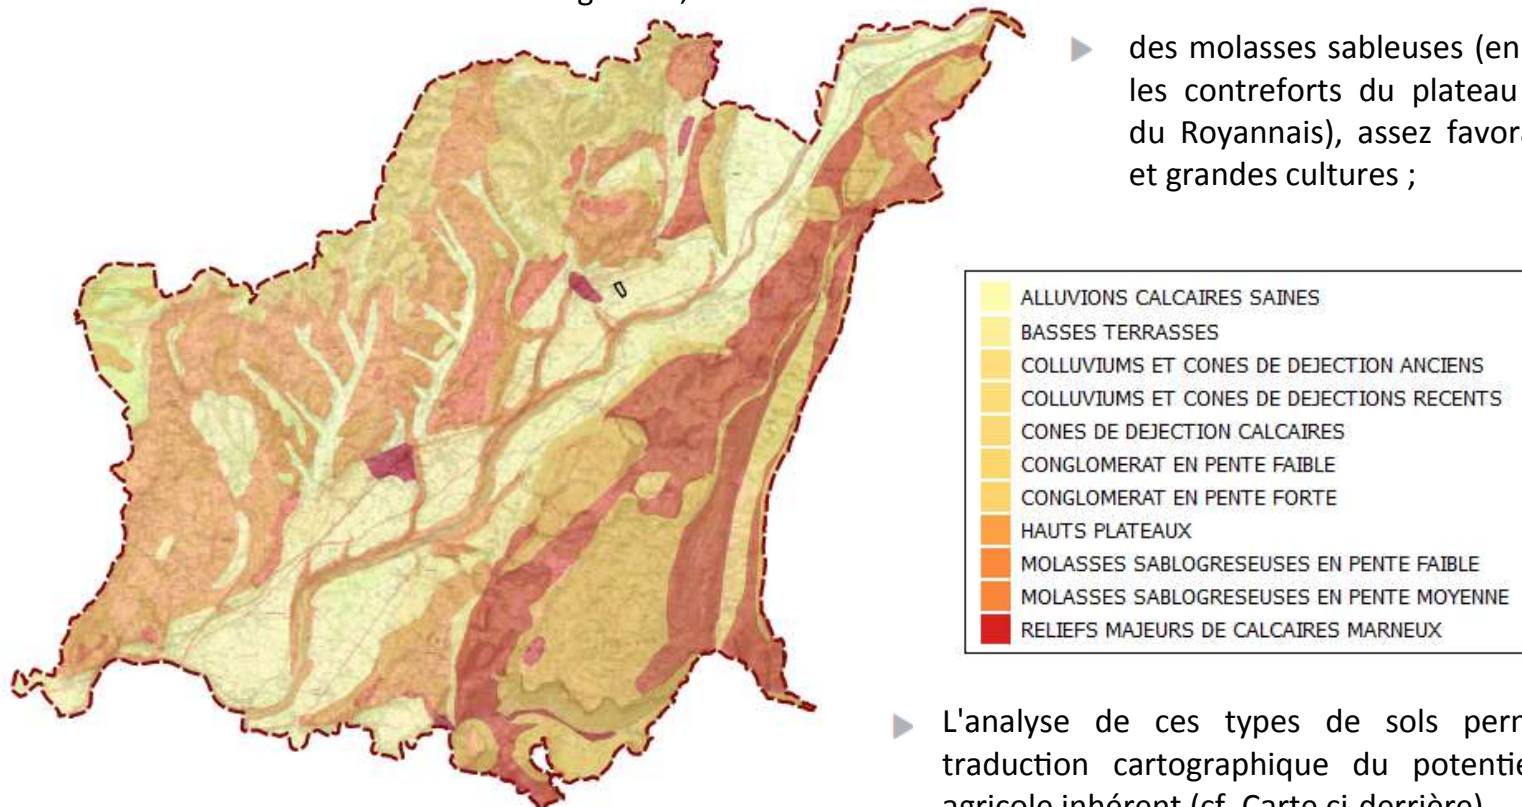 des molasses sableuses (en
les contreforts du plateau
du Royannais), assez
et grandes cultures ;
ALLUVIONS CALCAIRES SAINES
BASSES TERRASSES
COLLUVIUMS ET CONES DE DEJECTION ANCIENS
COLLUVIUMS ET CONES DE DEJECTIONS RECENTS
CONES DE DEJECTION CALCAIRES
CONGLOMERAT EN PENTE FAIBLE
CONGLOMERAT EN PENTE FORTE
HAUTS PLATEAUX
MOLASSES SABLOGRESEUSES EN PENTE FAIBLE
MOLASSES SABLOGRESEUSES EN PENTE MOYENNE
RELIEFS MAJEURS DE CALCAIRES MARNEUX
L'analyse de ces types de sols
traduction cartographique du
agricole inhérent (cf. Carte ci-derrière)